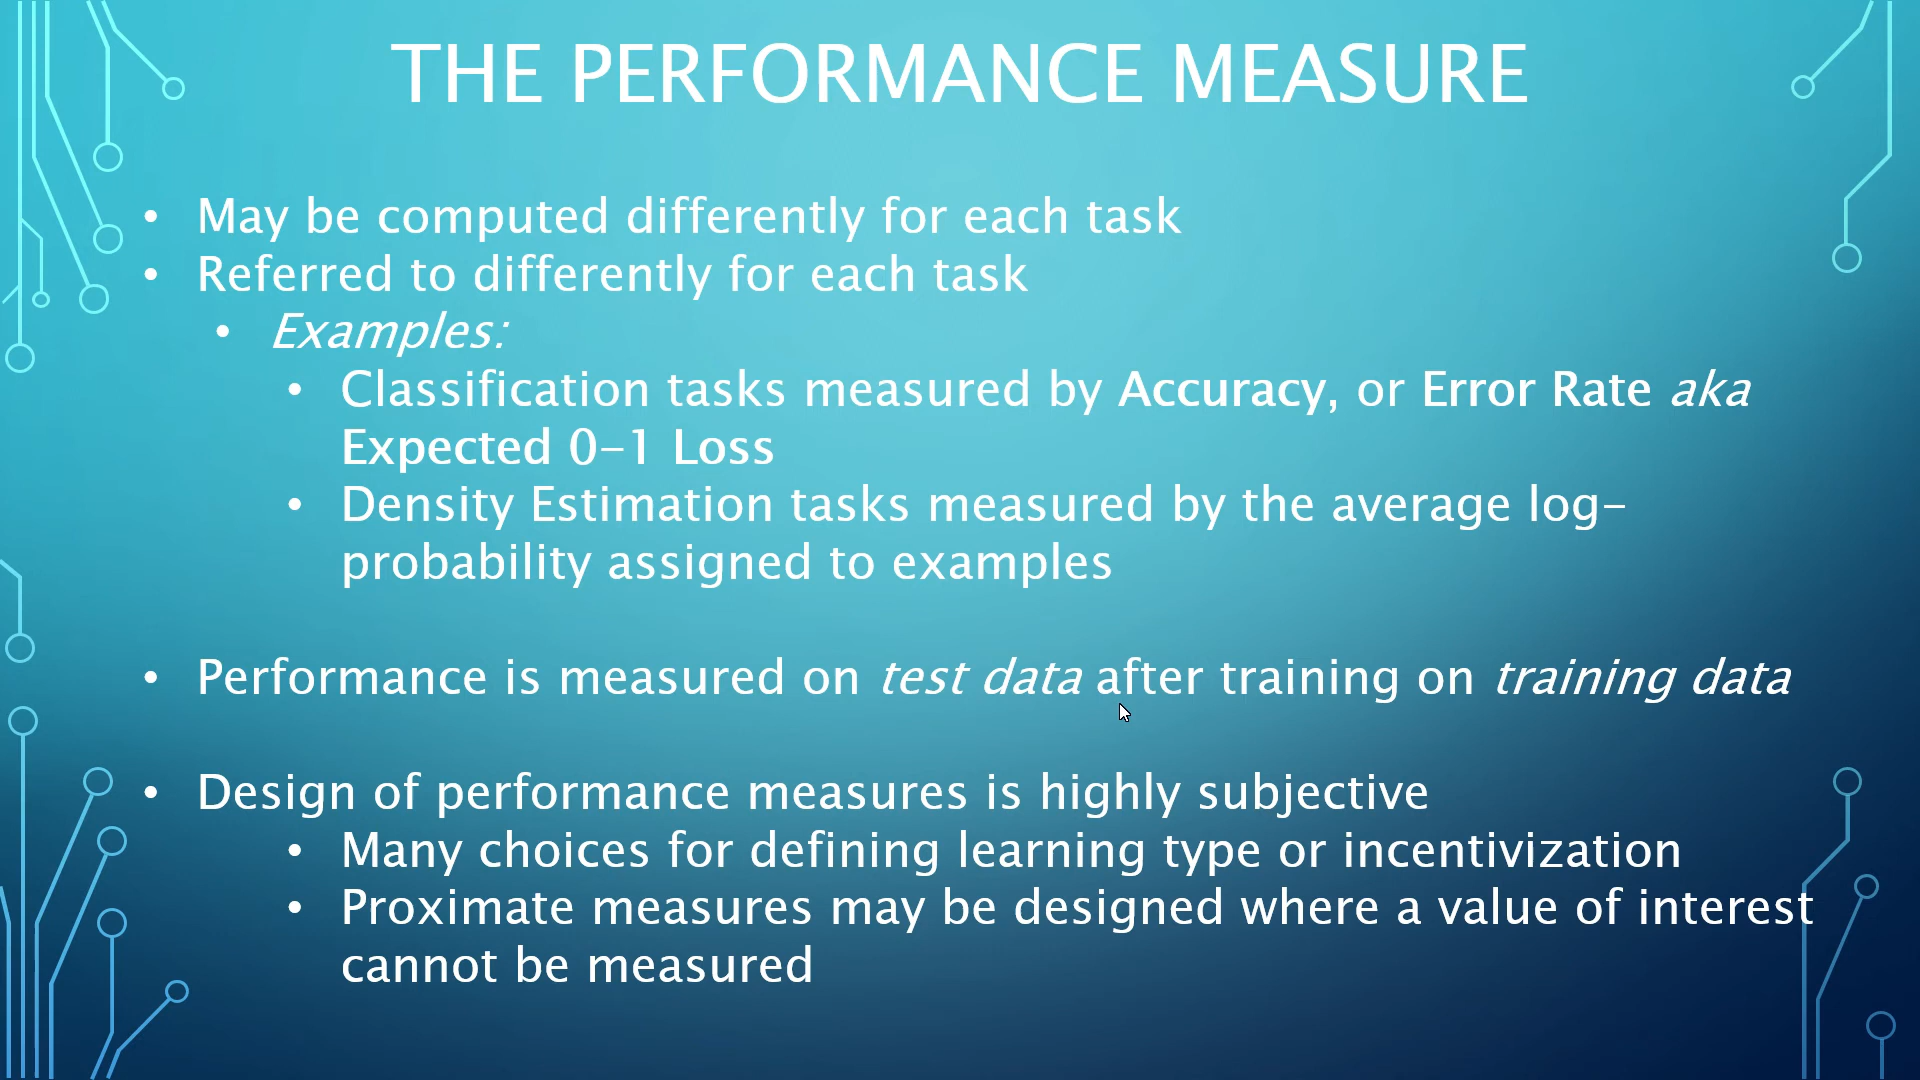 THE PERFORMANCE MEASURE
• May be computed differently for each task
• Referred to differently for each task
• Examples:
• Classification tasks measured by Accuracy, or Error Rate aka
Expected 0-1 Loss
• Density Estimation tasks measured by the average log-
probability assigned to examples
• Performance is measured on test data after training on training data
• Design of performance measures is highly subjective
• Many choices for defining learning type or incentivization
• Proximate measures may be designed where a value of interest
cannot be measured